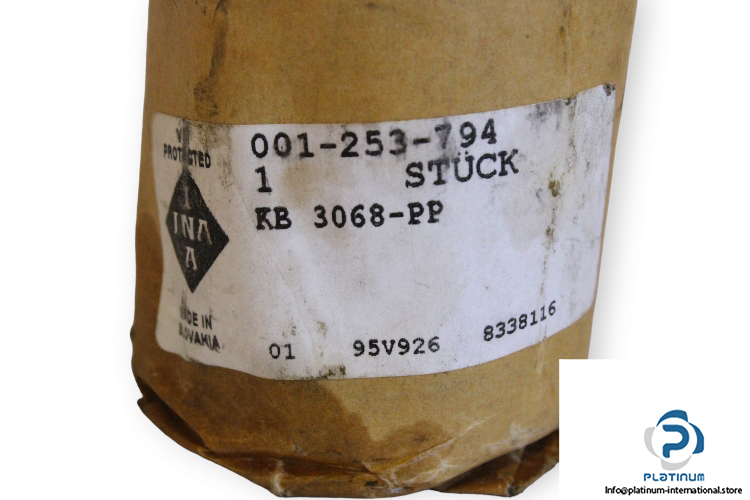 001-253-794
1 STÜCK
KB 3068-PP
PROTECTED
I
INA
A
MADE IN
SLOVAKIA
01 95V926 8338116
PLATINUM
Info@platinum-international.store